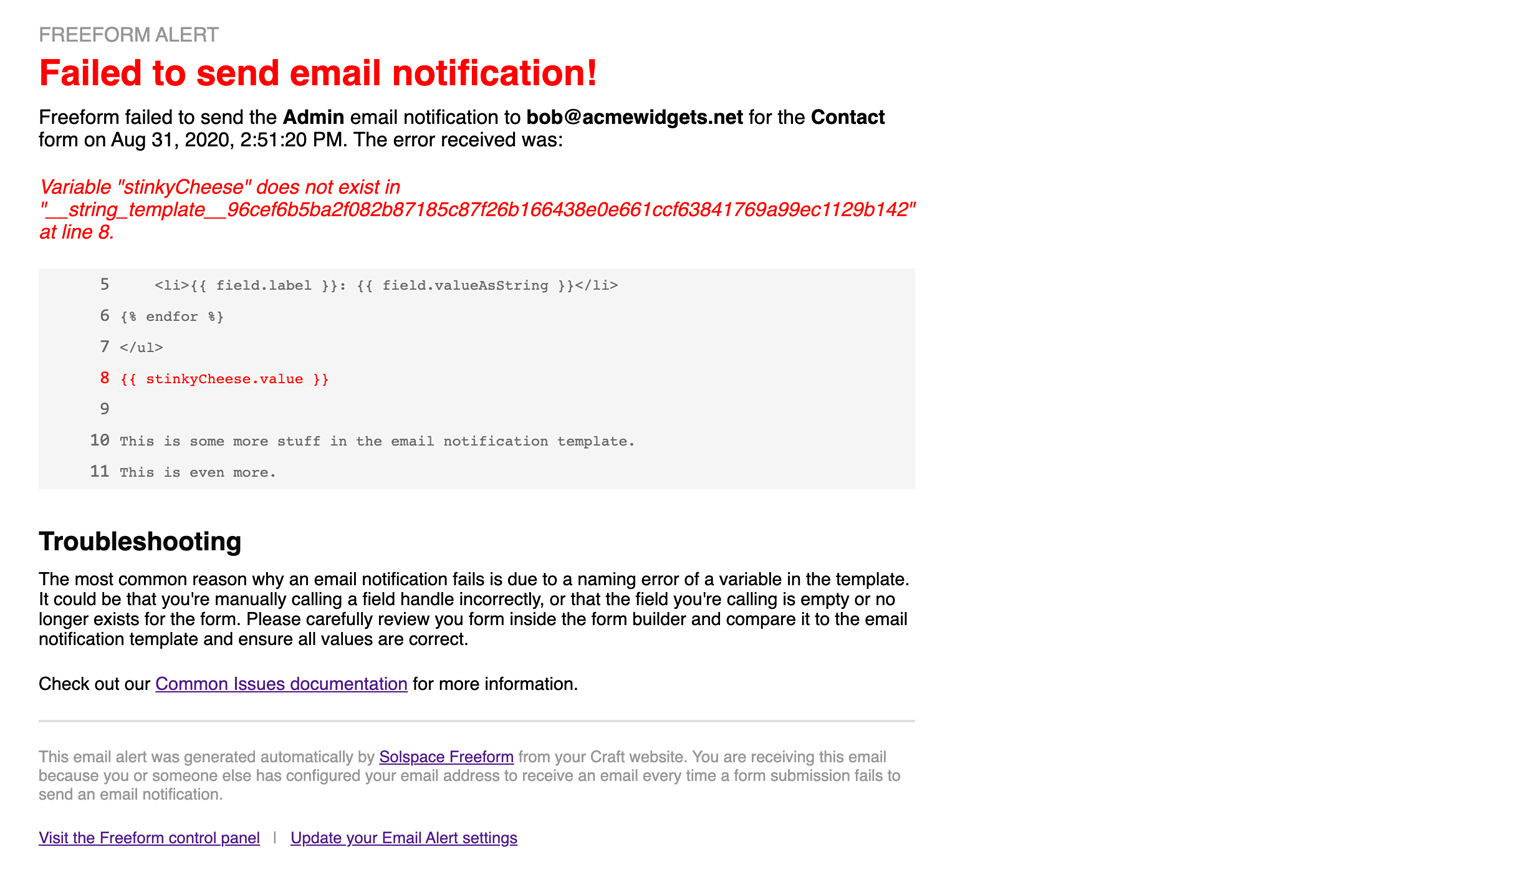 FREEFORM ALERT
Failed to send email notification!
Freeform failed to send the Admin email notification to bob@acmewidgets.net for the Contact
form on Aug 31, 2020, 2:51:20 PM. The error received was:
Variable "stinkyCheese" does not exist in
"__string_template__96cef6b5ba2f082b87185c87f26b166438e0e661ccf63841769a99ec1129b142"
at line 8.
5 <li>{{ field.label }}: {{ field.valueAsString }}</li>
6 {% endfor %}
7 </ul>
8 {{ stinkyCheese.value }}
9
10 This is some more stuff in the email notification template.
11 This is even more.
Troubleshooting
The most common reason why an email notification fails is due to a naming error of a variable in the template.
It could be that you're manually calling a field handle incorrectly, or that the field you're calling is empty or no
longer exists for the form. Please carefully review you form inside the form builder and compare it to the email
notification template and ensure all values are correct.
Check out our Common Issues documentation for more information.
This email alert was generated automatically by Solspace Freeform from your Craft website. You are receiving this email
because you or someone else has configured your email address to receive an email every time a form submission fails to
send an email notification.
Visit the Freeform control panel | Update your Email Alert settings